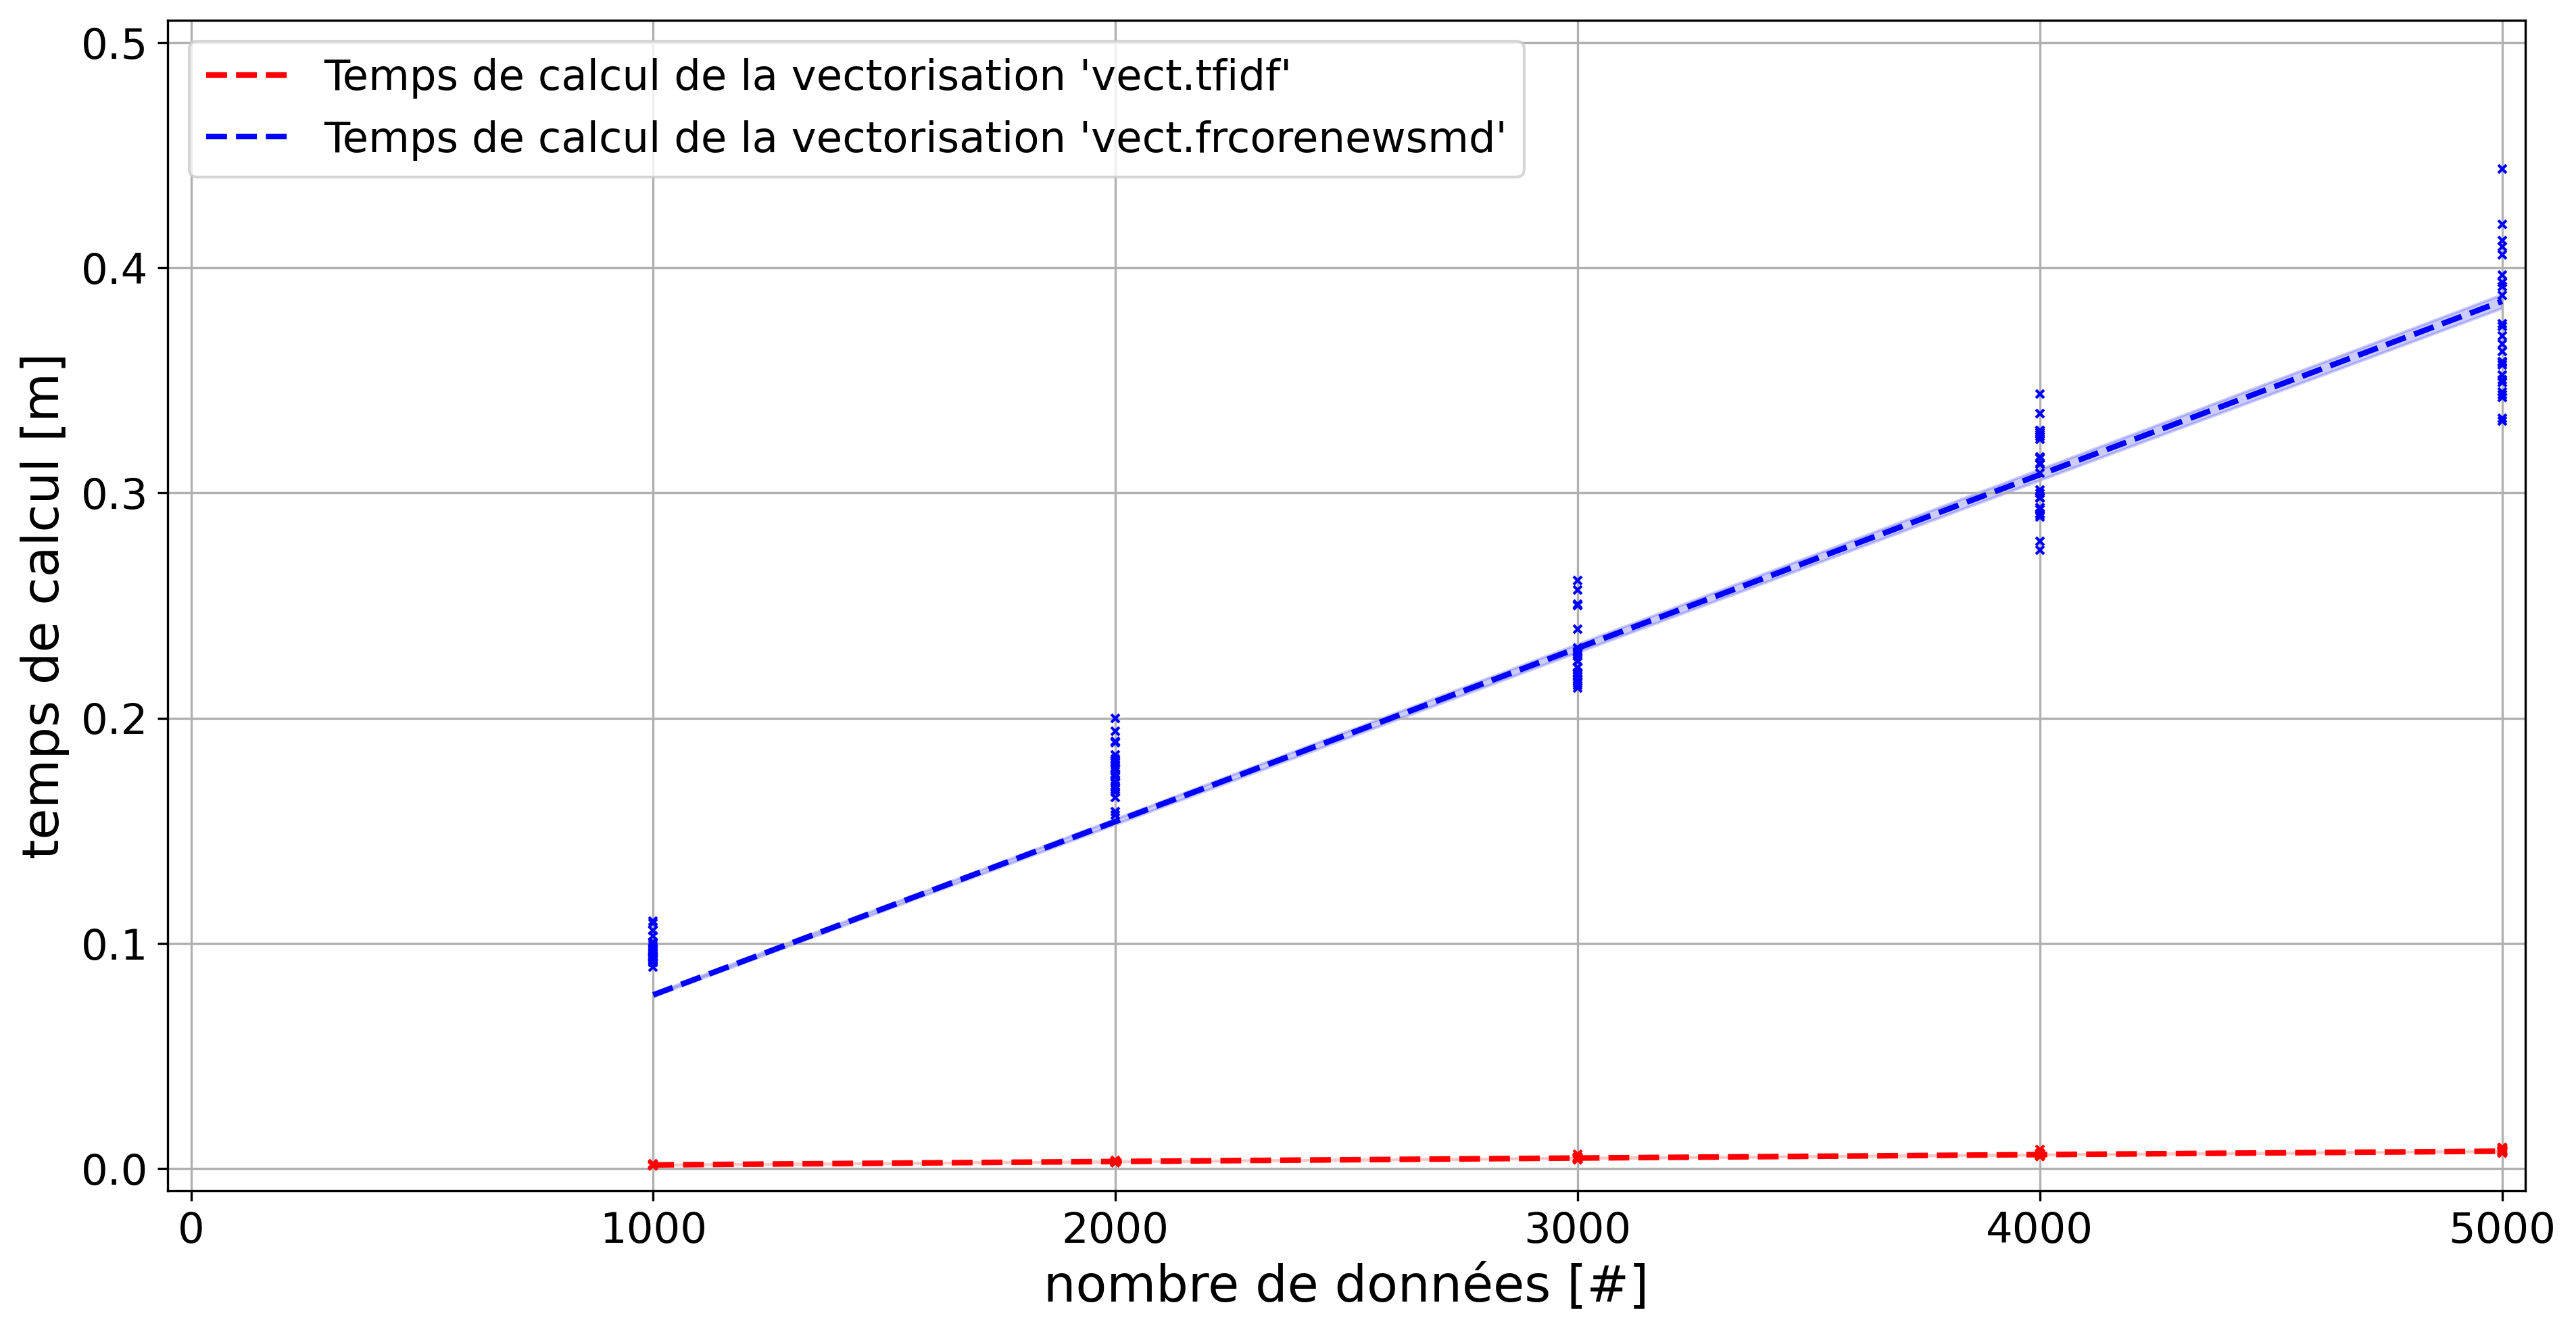 Temps de calcul de la vectorisation 'vect.tfidf'
Temps de calcul de la vectorisation 'vect.frcorenewsmd'
temps de calcul [m]
0.5
0.4
0.3
0.2
0.1
0.0
0 1000 2000 3000 4000 5000
nombre de données [#]